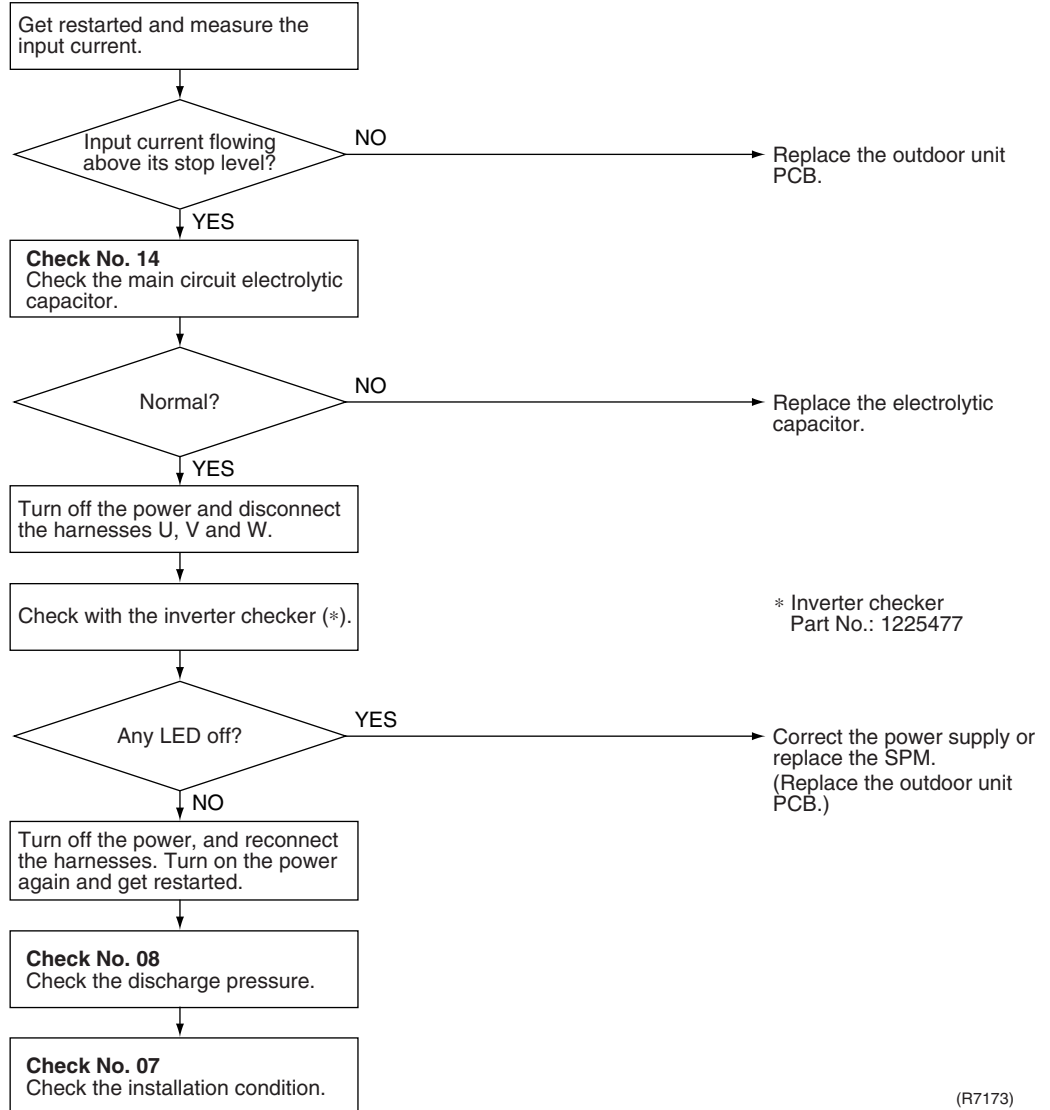 Get restarted and measure the
input current.
Input current flowing
above its stop level?
NO
Replace the outdoor unit
PCB.
YES
Check No. 14
Check the main circuit electrolytic
capacitor.
Normal?
NO
Replace the electrolytic
capacitor.
YES
Turn off the power and disconnect
the harnesses U, V and W.
Check with the inverter checker (*).
* Inverter checker
Part No.: 1225477
Any LED off?
YES
Correct the power supply or
replace the SPM.
(Replace the outdoor unit
PCB.)
NO
Turn off the power, and reconnect
the harnesses. Turn on the power
again and get restarted.
Check No. 08
Check the discharge pressure.
Check No. 07
Check the installation condition.
(R7173)